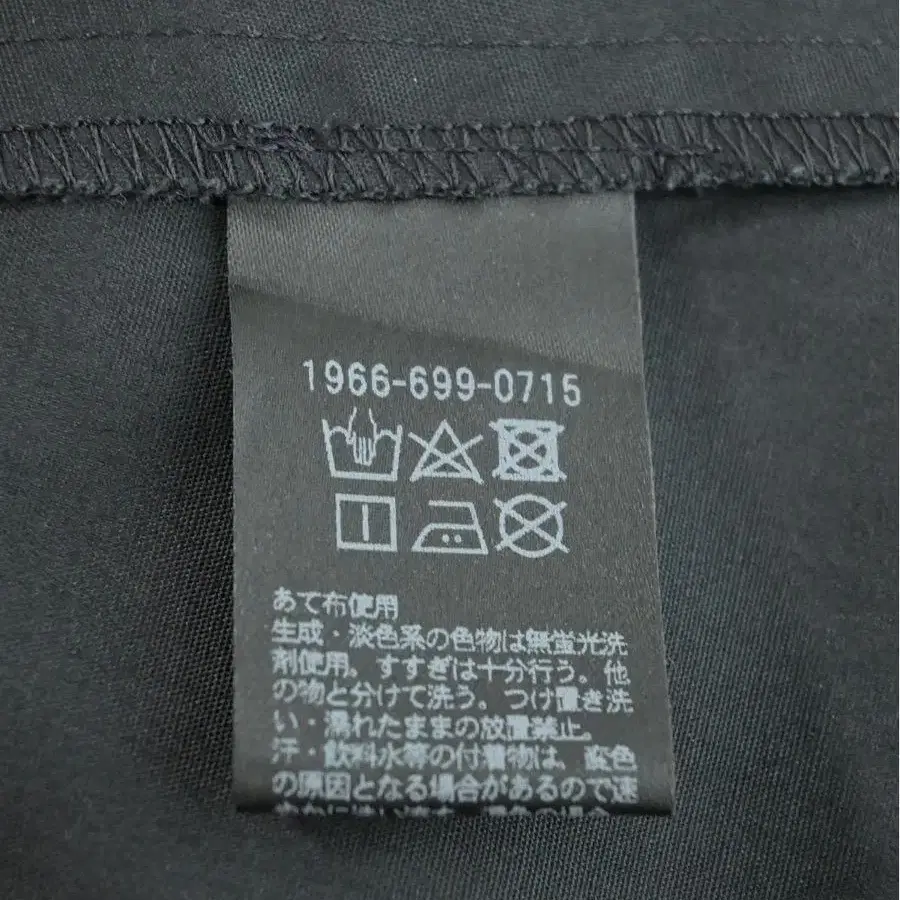 1966-699-0715
あて布使用
生成・淡色系の色物は無蛍光洗
剤使用。すすぎは十分行う。他
の物と分けて洗う。つけ置き洗
い・濡れたままの放置禁止。
汗・飲料水等の付着物は、変色
の原因となる場合があるので速